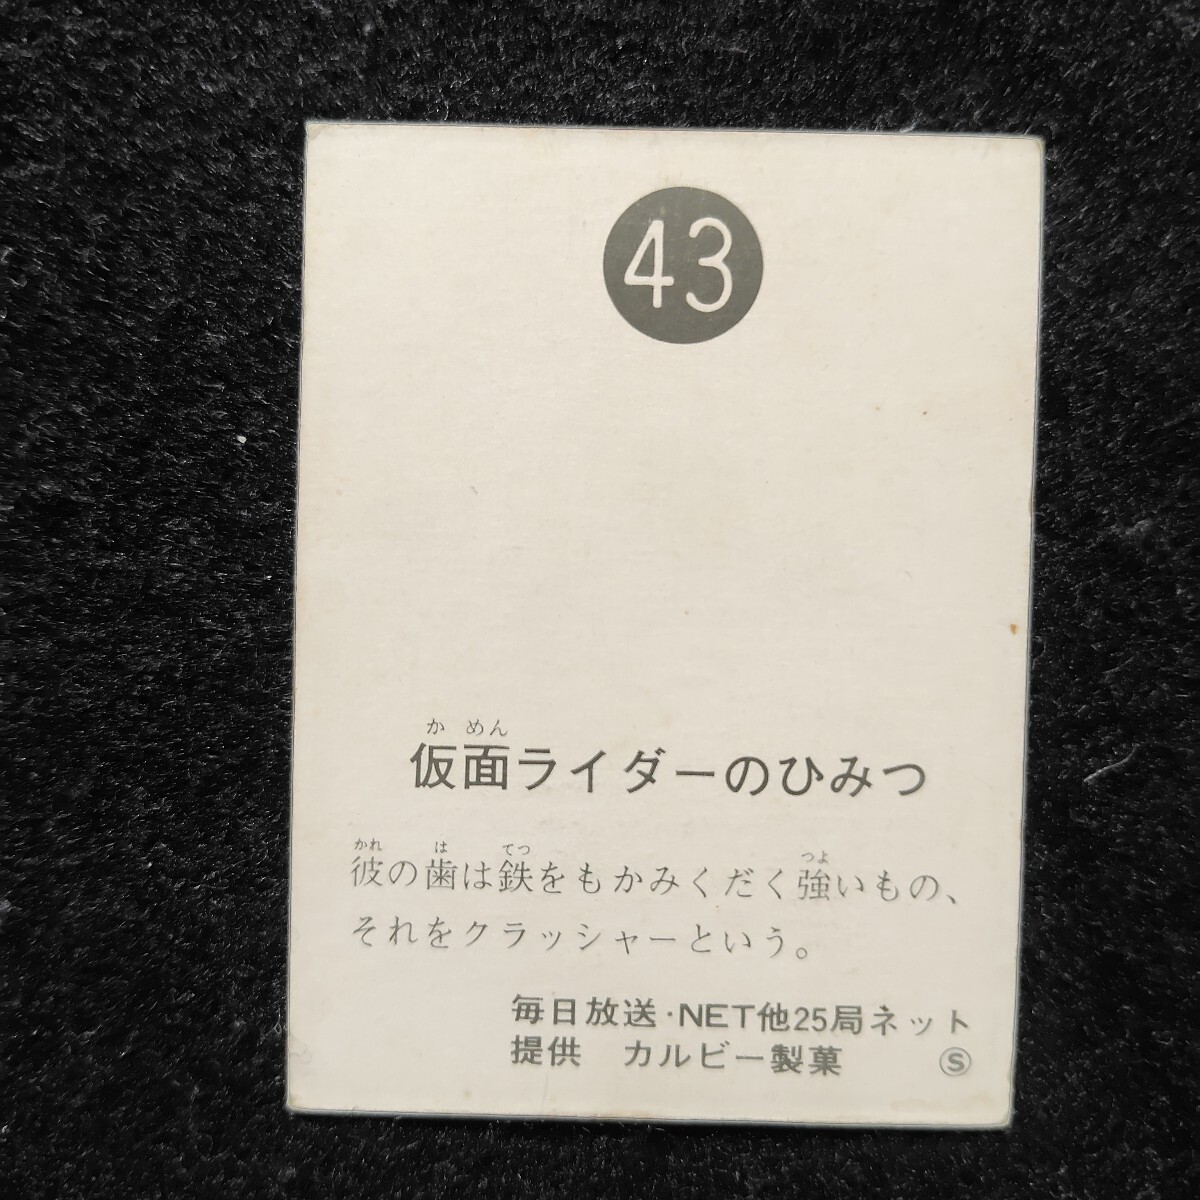 43
か めん
仮面ライダーのひみつ
かれ は てつ つよ
彼の歯は鉄をもかみくだく強いもの、
それをクラッシャーという。
毎日放送・NET他25局ネット
提供 カルビー製菓 Ⓢ